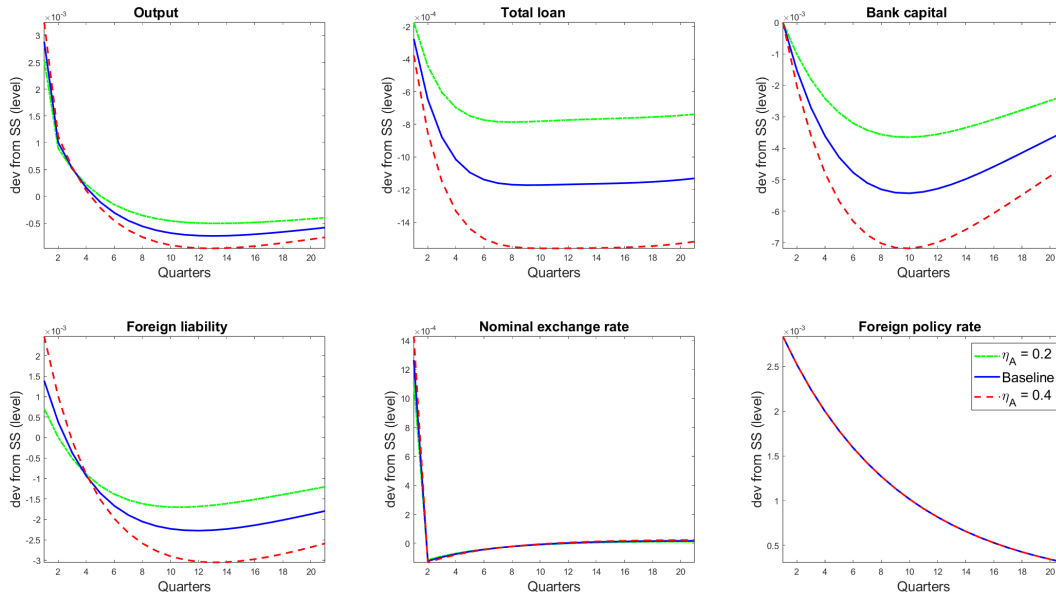 Output
×10⁻³
dev from SS (level)
3
2.5
2
1.5
1
0.5
0
-0.5
2 4 6 8 10 12 14 16 18 20
Quarters
Total loan
×10⁻⁴
dev from SS (level)
-2
-4
-6
-8
-10
-12
-14
2 4 6 8 10 12 14 16 18 20
Quarters
Bank capital
×10⁻³
dev from SS (level)
0
-1
-2
-3
-4
-5
-6
-7
2 4 6 8 10 12 14 16 18 20
Quarters
Foreign liability
×10⁻³
dev from SS (level)
2
1.5
1
0.5
0
-0.5
-1
-1.5
-2
-2.5
-3
2 4 6 8 10 12 14 16 18 20
Quarters
Nominal exchange rate
×10⁻⁴
dev from SS (level)
14
12
10
8
6
4
2
0
2 4 6 8 10 12 14 16 18 20
Quarters
Foreign policy rate
×10⁻³
dev from SS (level)
2.5
2
1.5
1
0.5
2 4 6 8 10 12 14 16 18 20
Quarters
η_A = 0.2
Baseline
η_A = 0.4